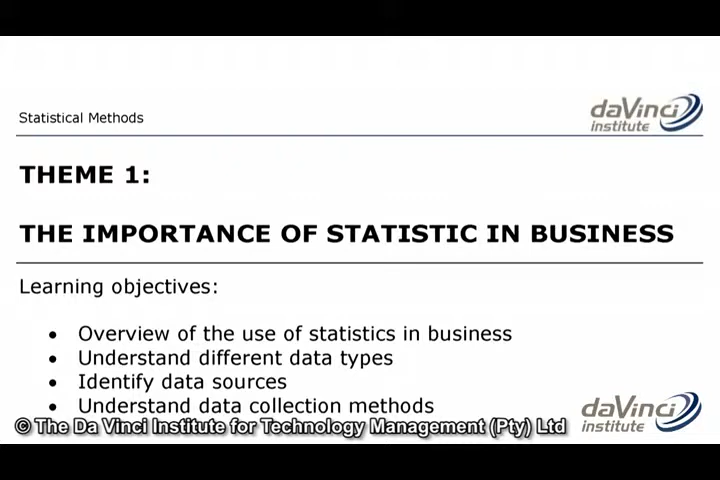 Statistical Methods
daVinci
institute
THEME 1:
THE IMPORTANCE OF STATISTIC IN BUSINESS
Learning objectives:
• Overview of the use of statistics in business
• Understand different data types
• Identify data sources
• Understand data collection methods
daVinci
institute
© The Da Vinci Institute for Technology Management (Pty) Ltd